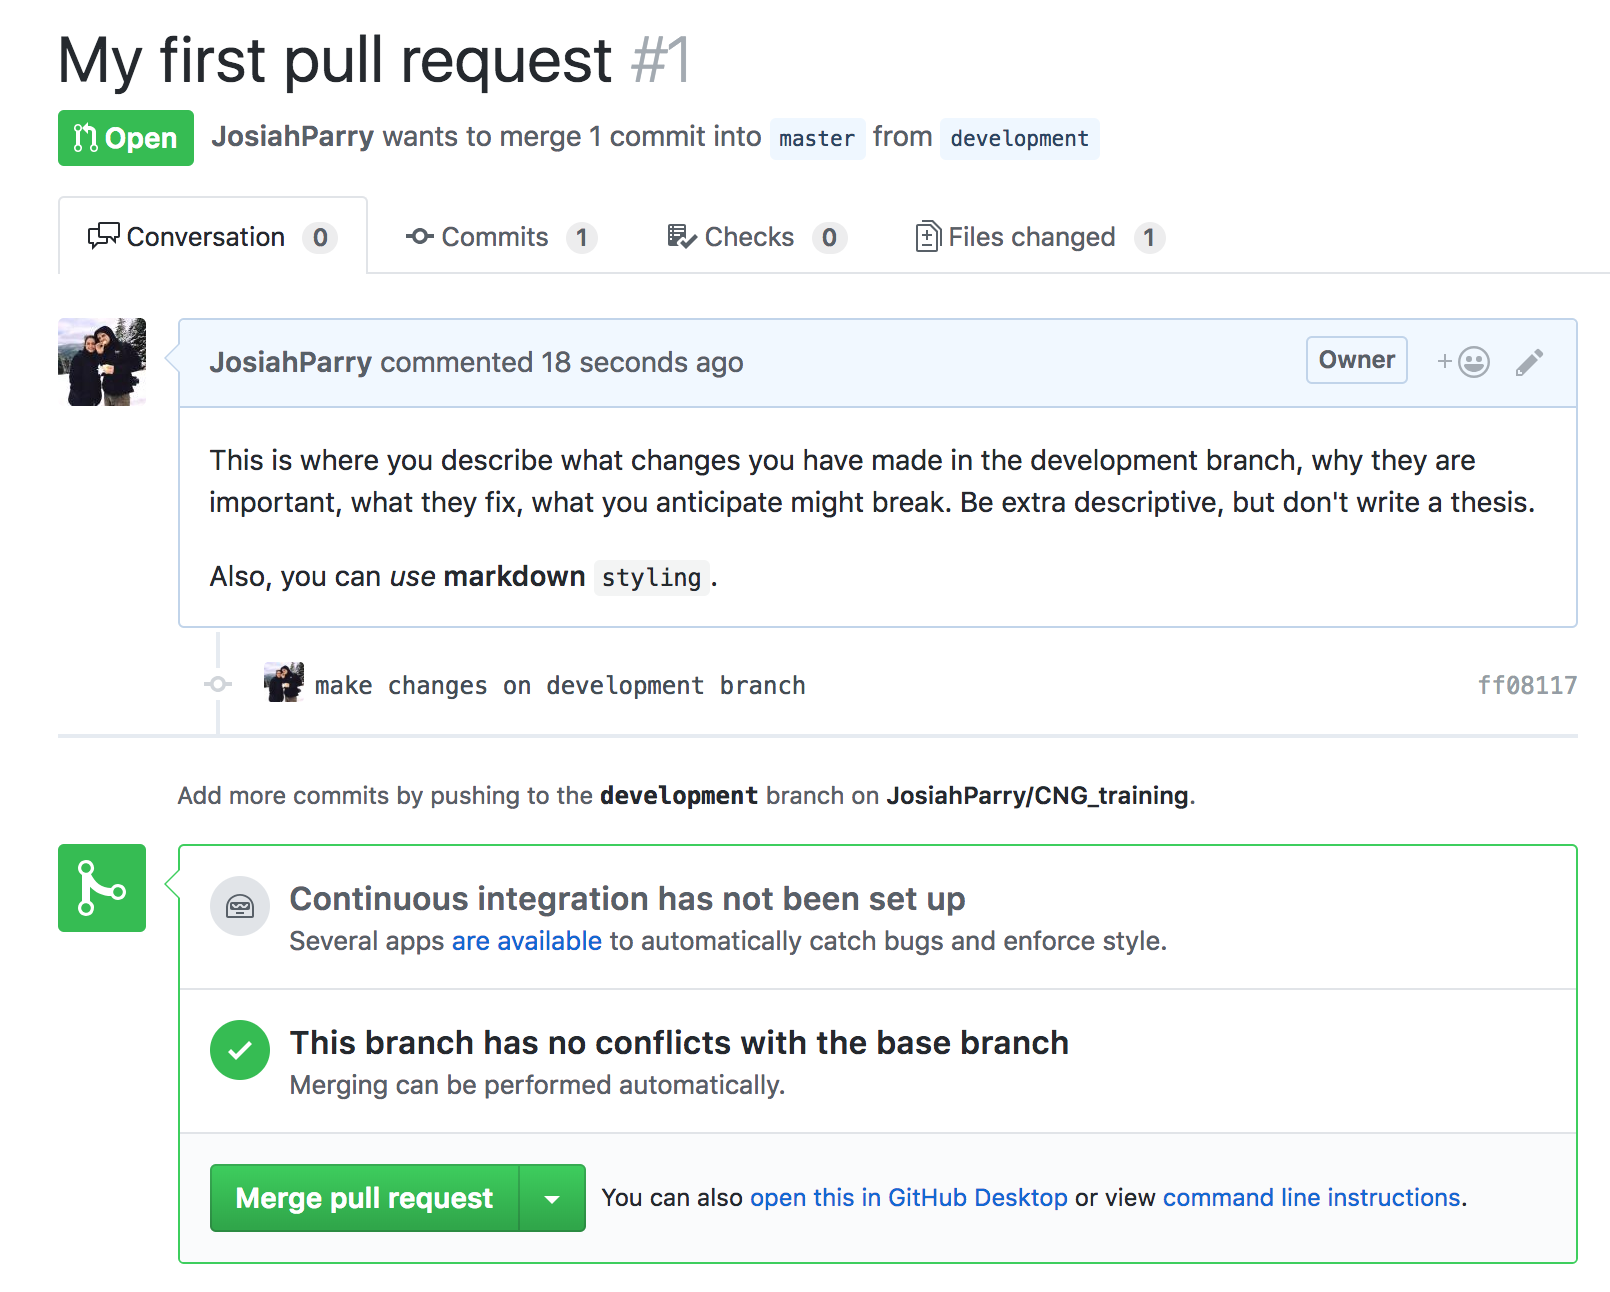 My first pull request #1
Open JosiahParry wants to merge 1 commit into master from development
Conversation 0 Commits 1 Checks 0 Files changed 1
JosiahParry commented 18 seconds ago Owner +
This is where you describe what changes you have made in the development branch, why they are
important, what they fix, what you anticipate might break. Be extra descriptive, but don't write a thesis.
Also, you can use markdown styling.
make changes on development branch ff08117
Add more commits by pushing to the development branch on JosiahParry/CNG_training.
Continuous integration has not been set up
Several apps are available to automatically catch bugs and enforce style.
This branch has no conflicts with the base branch
Merging can be performed automatically.
Merge pull request You can also open this in GitHub Desktop or view command line instructions.